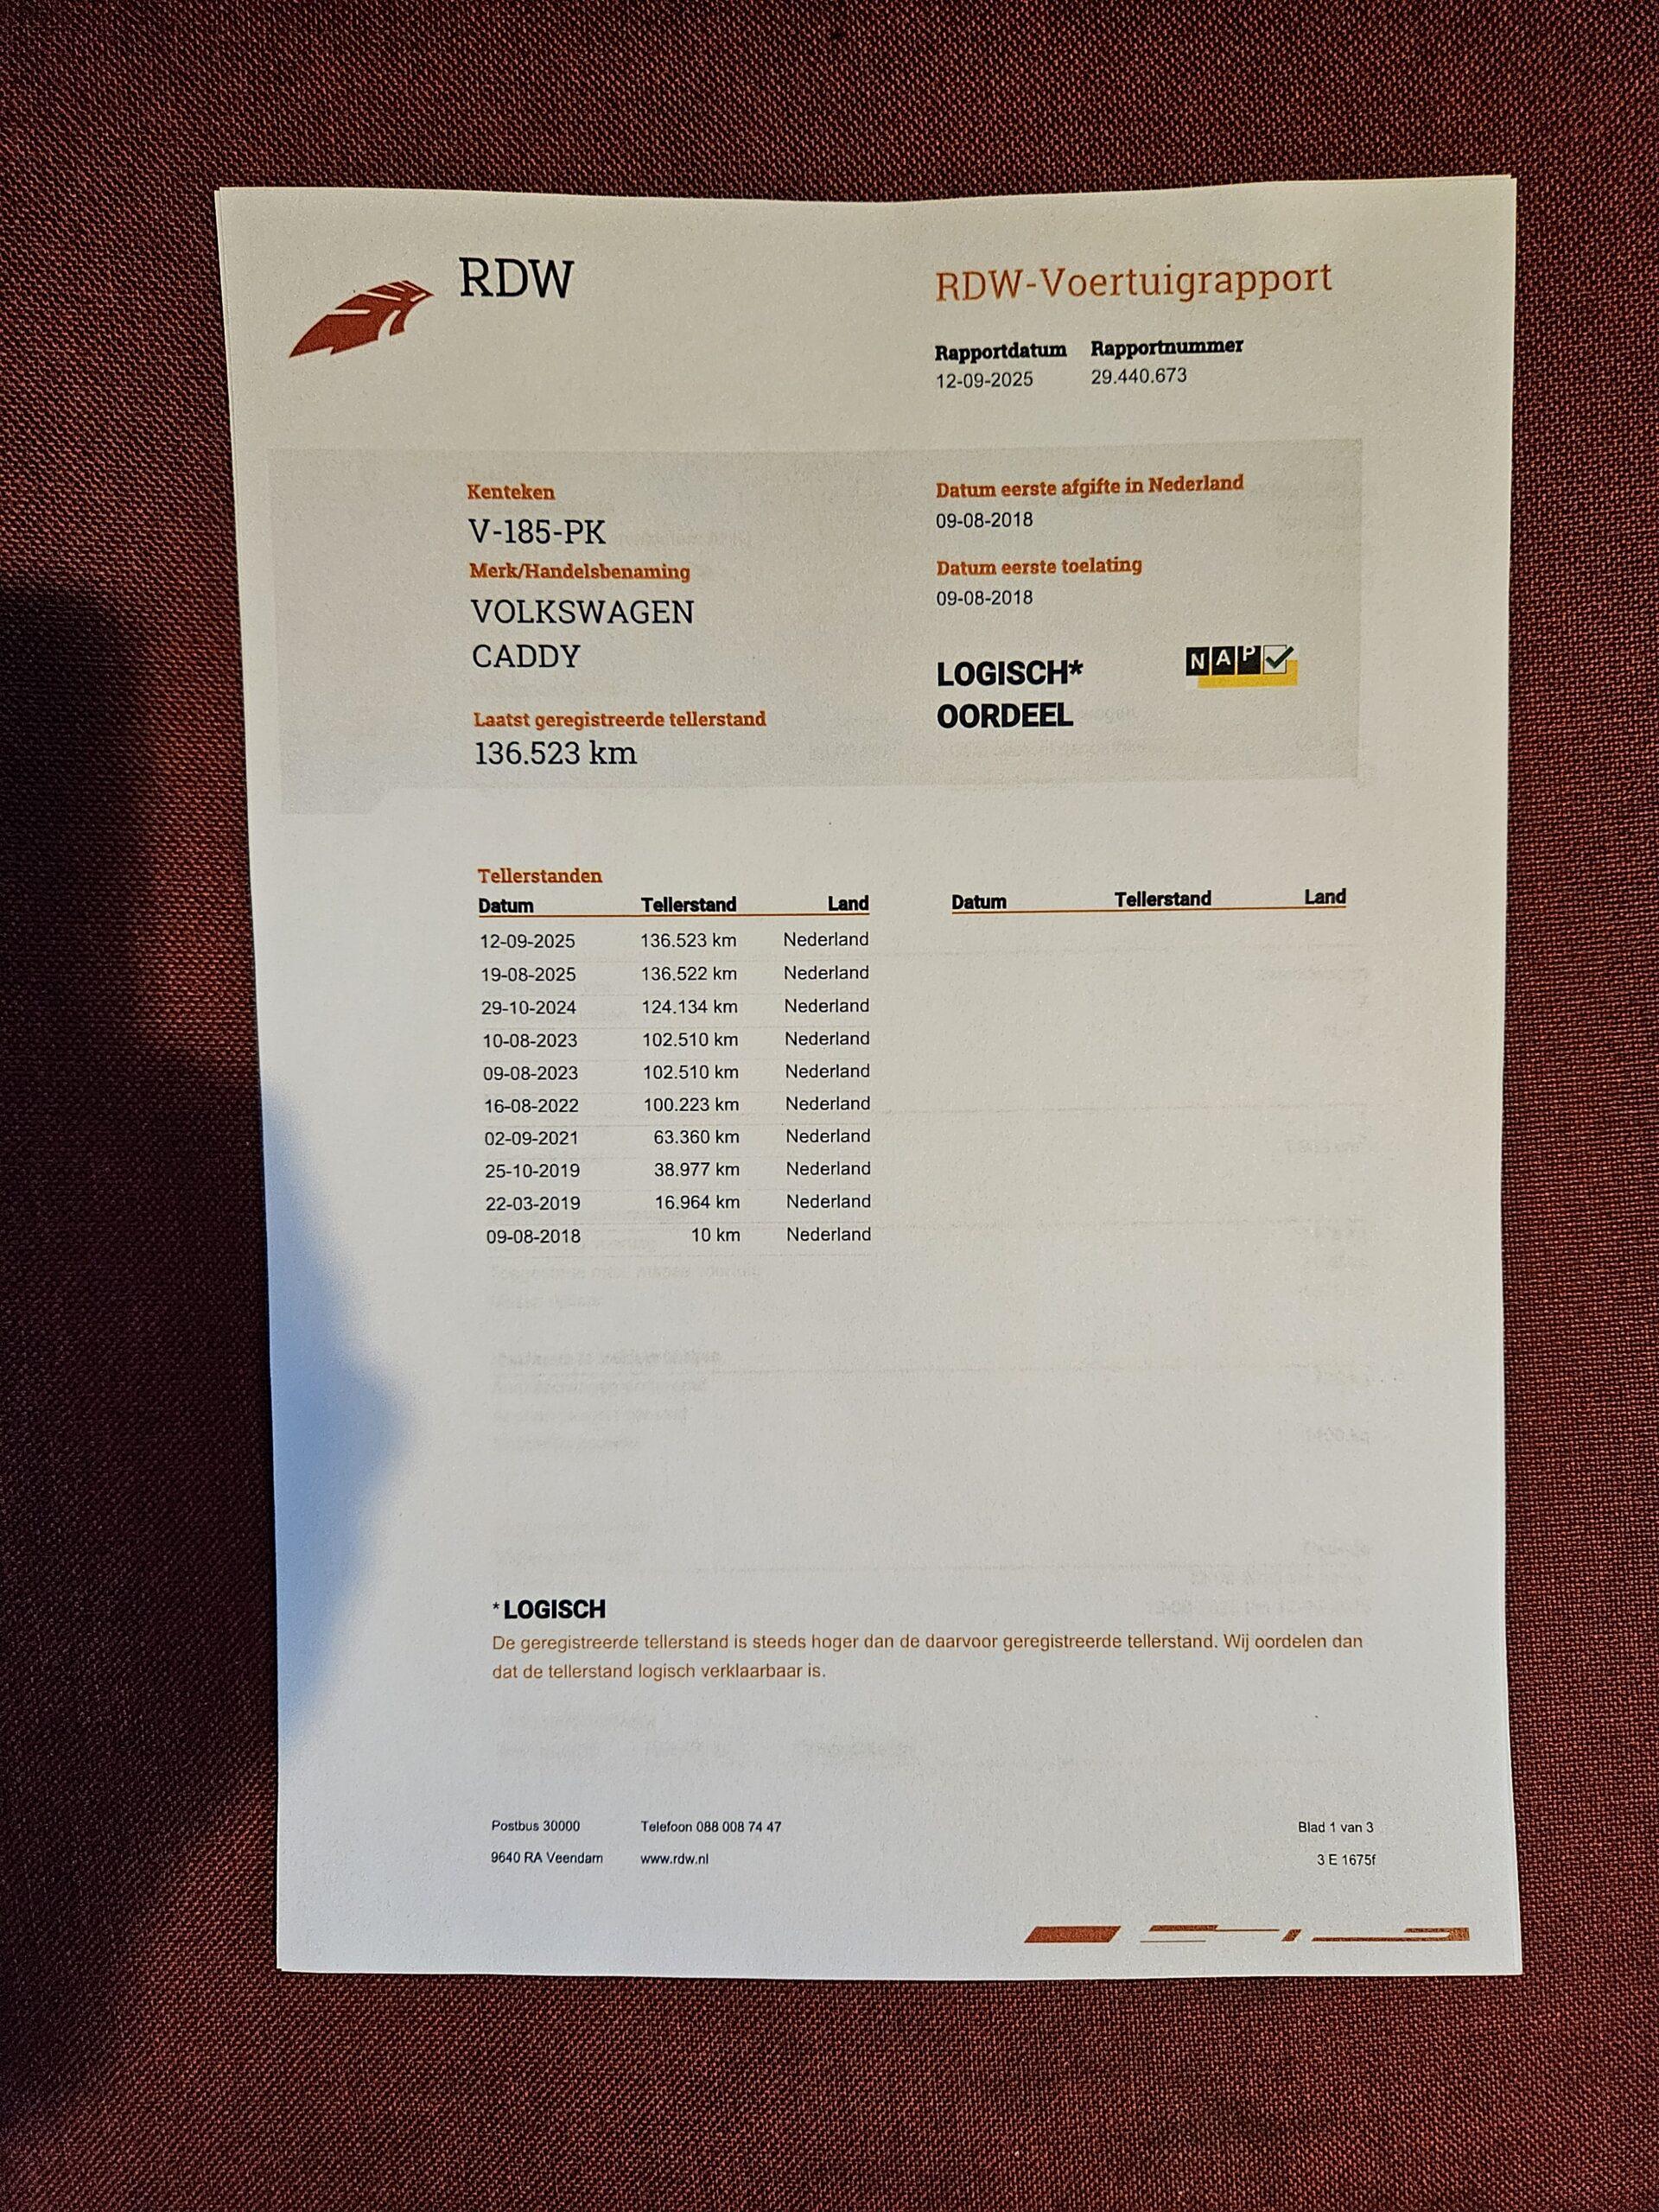 RDW
RDW-Voertuigrapport
Rapportdatum Rapportnummer
12-09-2025 29.440.673
Kenteken
V-185-PK
Merk/Handelsbenaming
VOLKSWAGEN
CADDY
Laatst geregistreerde tellerstand
136.523 km
Datum eerste afgifte in Nederland
09-08-2018
Datum eerste toelating
09-08-2018
LOGISCH*
OORDEEL
NAP
Tellerstanden
Datum Tellerstand Land
12-09-2025 136.523 km Nederland
19-08-2025 136.522 km Nederland
29-10-2024 124.134 km Nederland
10-08-2023 102.510 km Nederland
09-08-2023 102.510 km Nederland
16-08-2022 100.223 km Nederland
02-09-2021 63.360 km Nederland
25-10-2019 38.977 km Nederland
22-03-2019 16.964 km Nederland
09-08-2018 10 km Nederland
Datum Tellerstand Land
* LOGISCH
De geregistreerde tellerstand is steeds hoger dan de daarvoor geregistreerde tellerstand. Wij oordelen dan
dat de tellerstand logisch verklaarbaar is.
Postbus 30000 Telefoon 088 008 74 47 Blad 1 van 3
9640 RA Veendam www.rdw.nl 3 E 1675f